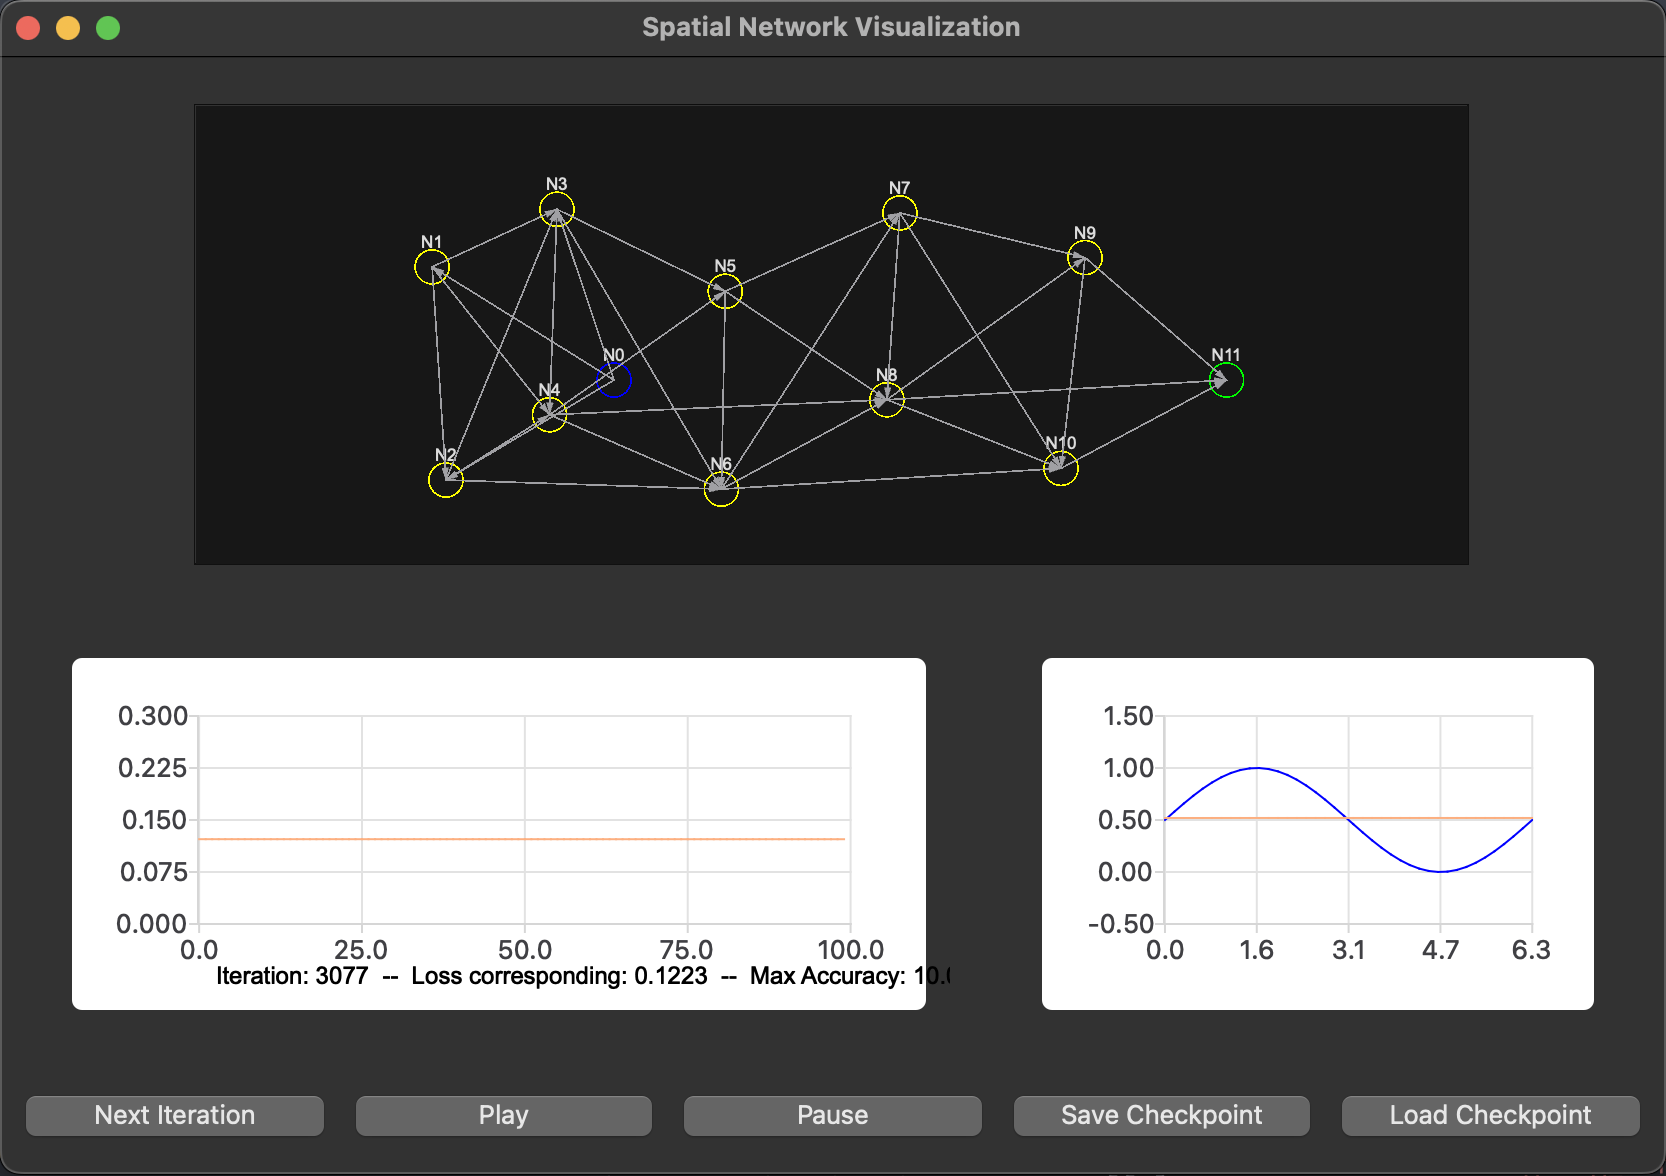 Spatial Network Visualization
N3
N7
N1
N9
N5
N0
N11
N8
N4
N10
N2
N6
0.300
0.225
0.150
0.075
0.000
0.0 25.0 50.0 75.0 100.0
Iteration: 3077 -- Loss corresponding: 0.1223 -- Max Accuracy:
1.50
1.00
0.50
0.00
-0.50
0.0 1.6 3.1 4.7 6.3
Next Iteration Play Pause Save Checkpoint Load Checkpoint